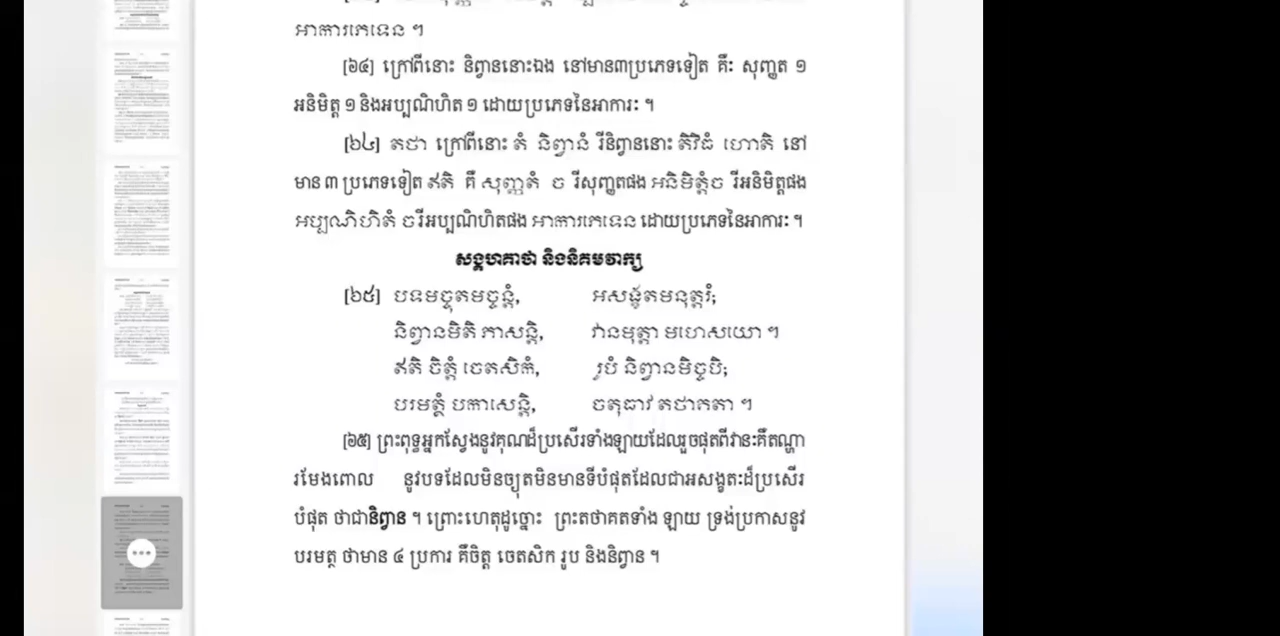 អាការភេទេន ។
[៦៤] ក្រៅពីនោះ និព្វាននោះឯង នៅមាន៣ប្រភេទទៀត គឺៈ សុញ្ញត ១
អនិមិត្ត ១ និងអប្បណិហិត ១ ដោយប្រភេទនៃអាការៈ ។
[៦៤] តថា ក្រៅពីនោះ តំ និព្វានំ រីនិព្វាននោះ តិវិធំ ហោតិ នៅ
មាន ៣ ប្រភេទទៀត ឥតិ គឺ សុញ្ញតំ ច រីសុញ្ញតផង អនិមិត្តំច រីអនិមិត្តផង
អប្បណិហិតំ ចរីអប្បណិហិតផង អាការភេទេន ដោយប្រភេទនៃអាការៈ ។
សង្គហគាថា និងនិគមវាក្យ
[៦៥] បទមច្ចុតមច្ចន្តំ, អសង្ខតមនុត្តរំ;
និព្វានមិតិ ភាសន្តិ, វានមុត្តា មហេសយោ ។
ឥតិ ចិត្តំ ចេតសិកំ, រូបំ និព្វានមិច្ចបិ;
បរមត្ថំ បកាសេន្តិ, ចតុធាវ តថាគតា ។
[៦៥] ព្រះពុទ្ធអ្នកស្វែងនូវគុណដ៏ប្រសើរទាំងឡាយដែលរួចផុតពីវានៈគឺតណ្ហា
រមែងពោល នូវបទដែលមិនច្យុតមិនមានទីបំផុតដែលជាអសង្ខតៈដ៏ប្រសើរ
បំផុត ថាជានិព្វាន ។ ព្រោះហេតុដូច្នោះ ព្រះតថាគតទាំង ឡាយ ទ្រង់ប្រកាសនូវ
បរមត្ថ ថាមាន ៤ ប្រការ គឺចិត្ត ចេតសិក រូប និងនិព្វាន ។